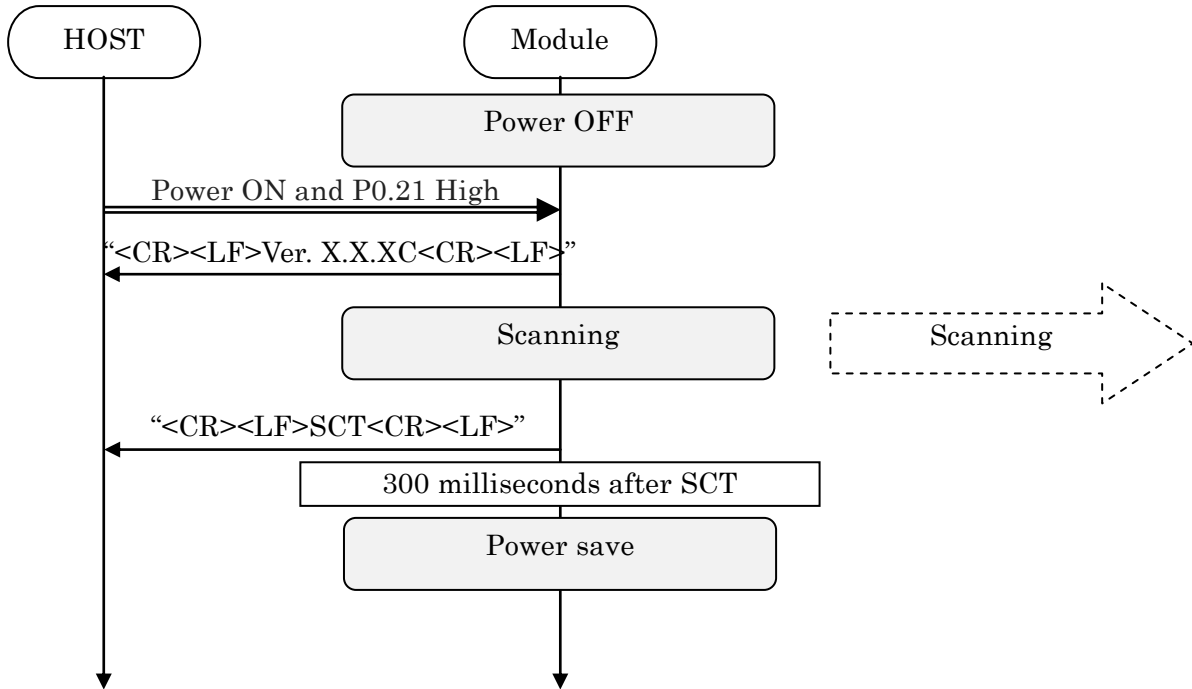 HOST
Module
Power OFF
Power ON and P0.21 High
“<CR><LF>Ver. X.X.XC<CR><LF>”
Scanning
Scanning
“<CR><LF>SCT<CR><LF>”
300 milliseconds after SCT
Power save